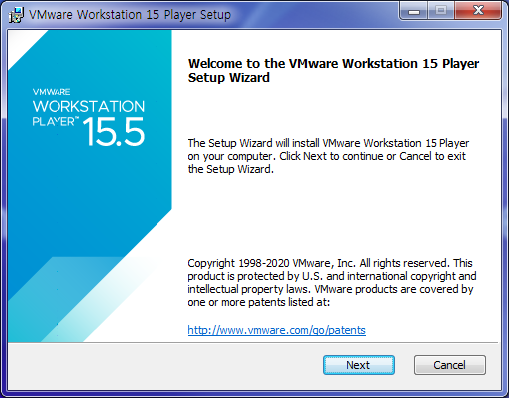 VMware Workstation 15 Player Setup
VMWARE
WORKSTATION
PLAYER™
15.5
Welcome to the VMware Workstation 15 Player
Setup Wizard
The Setup Wizard will install VMware Workstation 15 Player
on your computer. Click Next to continue or Cancel to exit
the Setup Wizard.
Copyright 1998-2020 VMware, Inc. All rights reserved. This
product is protected by U.S. and international copyright and
intellectual property laws. VMware products are covered by
one or more patents listed at:
http://www.vmware.com/go/patents
Next
Cancel